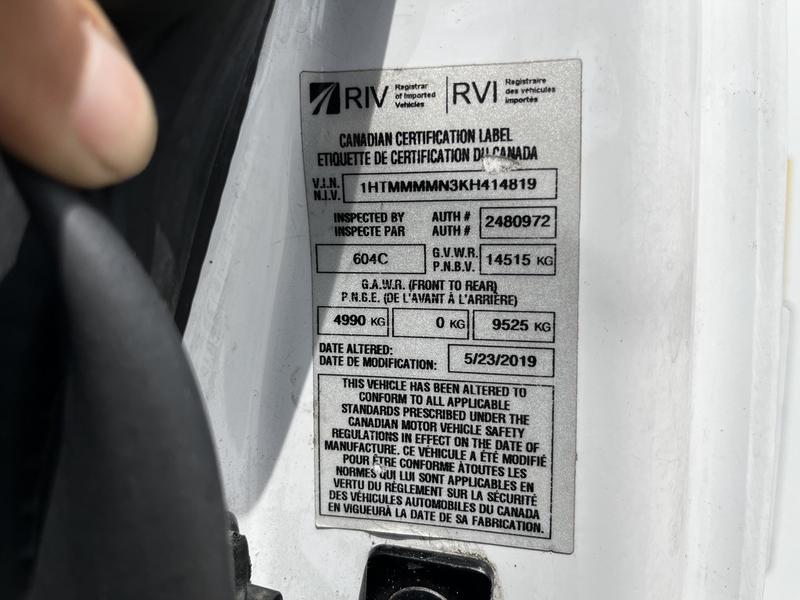 RIV Registrar of Imported Vehicles RVI Registraire des véhicules importés
CANADIAN CERTIFICATION LABEL
ETIQUETTE DE CERTIFICATION DU CANADA
V.I.N. N.I.V. 1HTMMMMN3KH414819
INSPECTED BY AUTH # 2480972
INSPECTE PAR AUTH #
604C G.V.W.R. P.N.B.V. 14515 KG
G.A.W.R. (FRONT TO REAR)
P.N.G.E. (DE L'AVANT À L'ARRIÈRE)
4990 KG 0 KG 9525 KG
DATE ALTERED:
DATE DE MODIFICATION: 5/23/2019
THIS VEHICLE HAS BEEN ALTERED TO
CONFORM TO ALL APPLICABLE
STANDARDS PRESCRIBED UNDER THE
CANADIAN MOTOR VEHICLE SAFETY
REGULATIONS IN EFFECT ON THE DATE OF
MANUFACTURE. CE VÉHICULE A ÉTÉ MODIFIÉ
POUR ÊTRE CONFORME ÀTOUTES LES
NORMES QUI LUI SONT APPLICABLES EN
VERTU DU RÈGLEMENT SUR LA SÉCURITÉ
DES VÉHICULES AUTOMOBILES DU CANADA
EN VIGUEURÀ LA DATE DE SA FABRICATION.